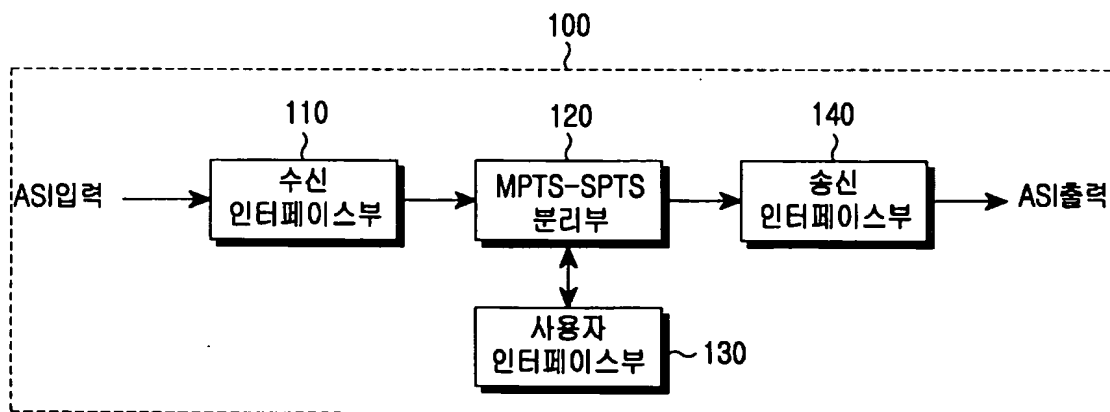 100
110
120
140
ASI입력
수신
인터페이스부
MPTS-SPTS
분리부
송신
인터페이스부
ASI출력
사용자
인터페이스부
130